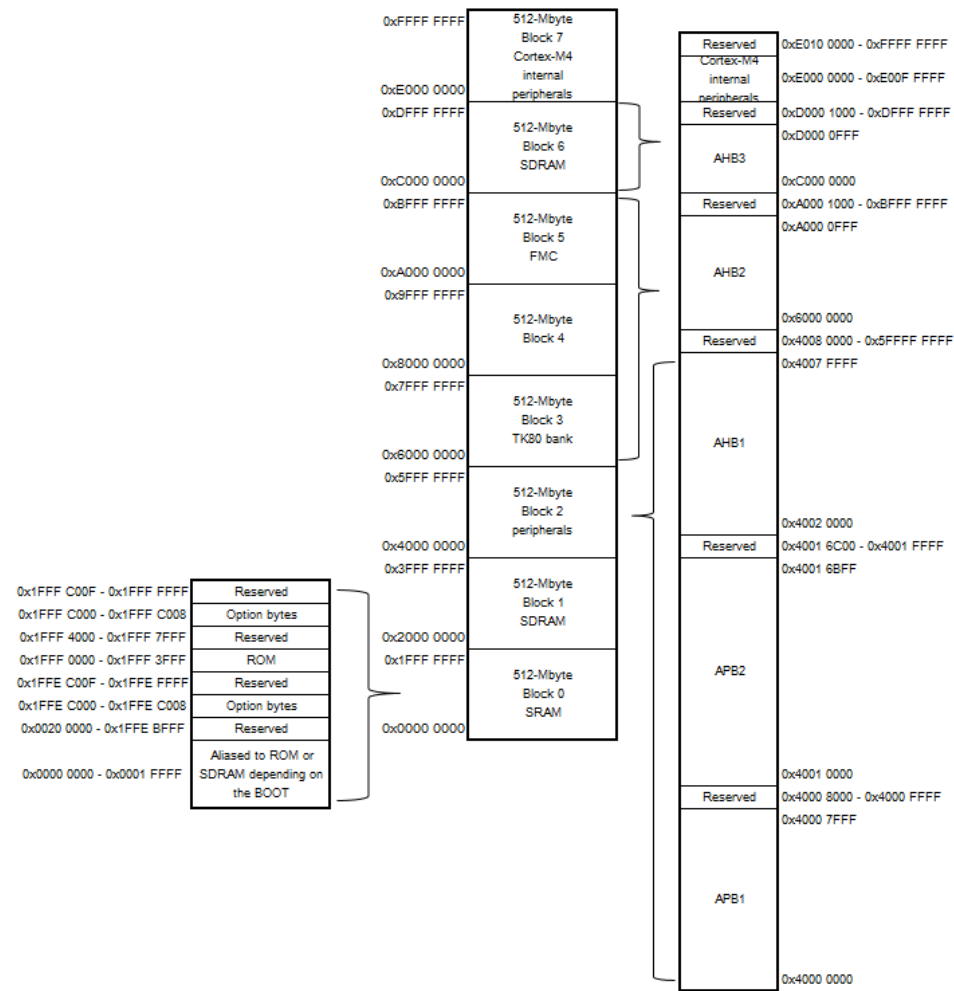 0xFFFF FFFF
512-Mbyte
Block 7
Cortex-M4
internal
peripherals
0xE000 0000
0xDFFF FFFF
512-Mbyte
Block 6
SDRAM
0xC000 0000
0xBFFF FFFF
512-Mbyte
Block 5
FMC
0xA000 0000
0x9FFF FFFF
512-Mbyte
Block 4
0x8000 0000
0x7FFF FFFF
512-Mbyte
Block 3
TK80 bank
0x6000 0000
0x5FFF FFFF
512-Mbyte
Block 2
peripherals
0x4000 0000
0x3FFF FFFF
512-Mbyte
Block 1
SDRAM
0x2000 0000
0x1FFF FFFF
512-Mbyte
Block 0
SRAM
0x0000 0000
Reserved 0xE010 0000 - 0xFFFF FFFF
Cortex-M4
internal 0xE000 0000 - 0xE00F FFFF
peripherals
Reserved 0xD000 1000 - 0xDFFF FFFF
0xD000 0FFF
AHB3
0xC000 0000
Reserved 0xA000 1000 - 0xBFFF FFFF
0xA000 0FFF
AHB2
0x6000 0000
Reserved 0x4008 0000 - 0x5FFFF FFFF
0x4007 FFFF
AHB1
0x4002 0000
Reserved 0x4001 6C00 - 0x4001 FFFF
0x4001 6BFF
APB2
0x4001 0000
Reserved 0x4000 8000 - 0x4000 FFFF
0x4000 7FFF
APB1
0x4000 0000
0x1FFF C00F - 0x1FFF FFFF Reserved
0x1FFF C000 - 0x1FFF C008 Option bytes
0x1FFF 4000 - 0x1FFF 7FFF Reserved
0x1FFF 0000 - 0x1FFF 3FFF ROM
0x1FFE C00F - 0x1FFE FFFF Reserved
0x1FFE C000 - 0x1FFE C008 Option bytes
0x0020 0000 - 0x1FFE BFFF Reserved
Aliased to ROM or
0x0000 0000 - 0x0001 FFFF SDRAM depending on
the BOOT